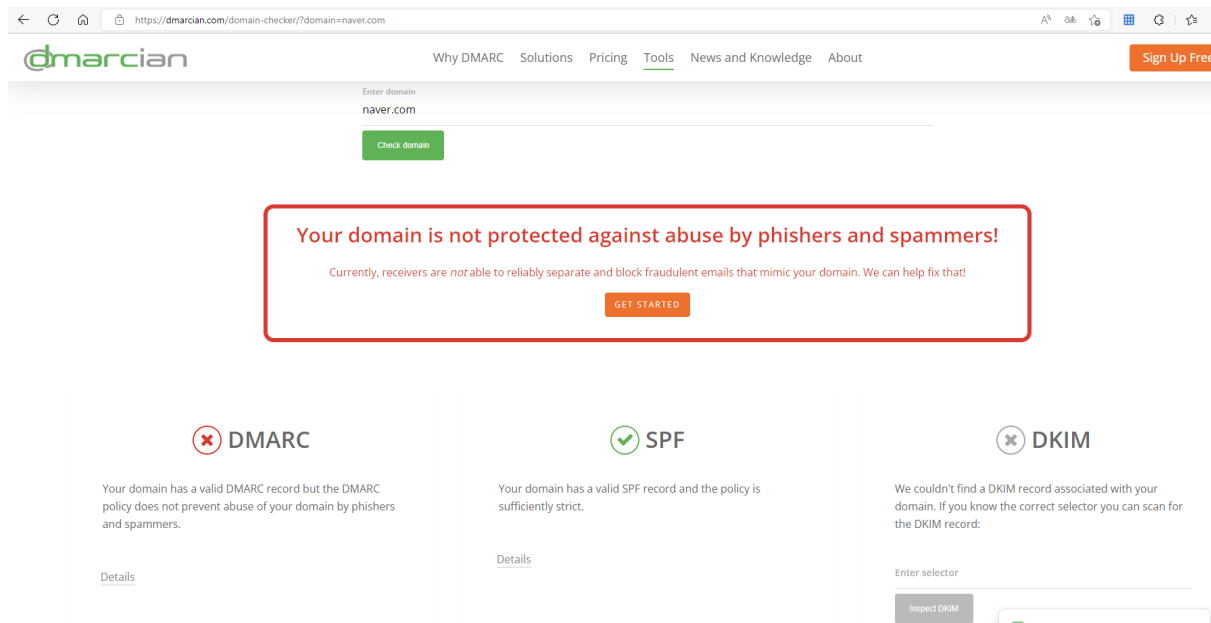 https://dmarcian.com/domain-checker/?domain=naver.com
dmarcian
Why DMARC Solutions Pricing Tools News and Knowledge About
Sign Up Free
Enter domain
naver.com
Check domain
Your domain is not protected against abuse by phishers and spammers!
Currently, receivers are not able to reliably separate and block fraudulent emails that mimic your domain. We can help fix that!
GET STARTED
DMARC
Your domain has a valid DMARC record but the DMARC
policy does not prevent abuse of your domain by phishers
and spammers.
Details
SPF
Your domain has a valid SPF record and the policy is
sufficiently strict.
Details
DKIM
We couldn't find a DKIM record associated with your
domain. If you know the correct selector you can scan for
the DKIM record:
Enter selector
Inspect DKIM